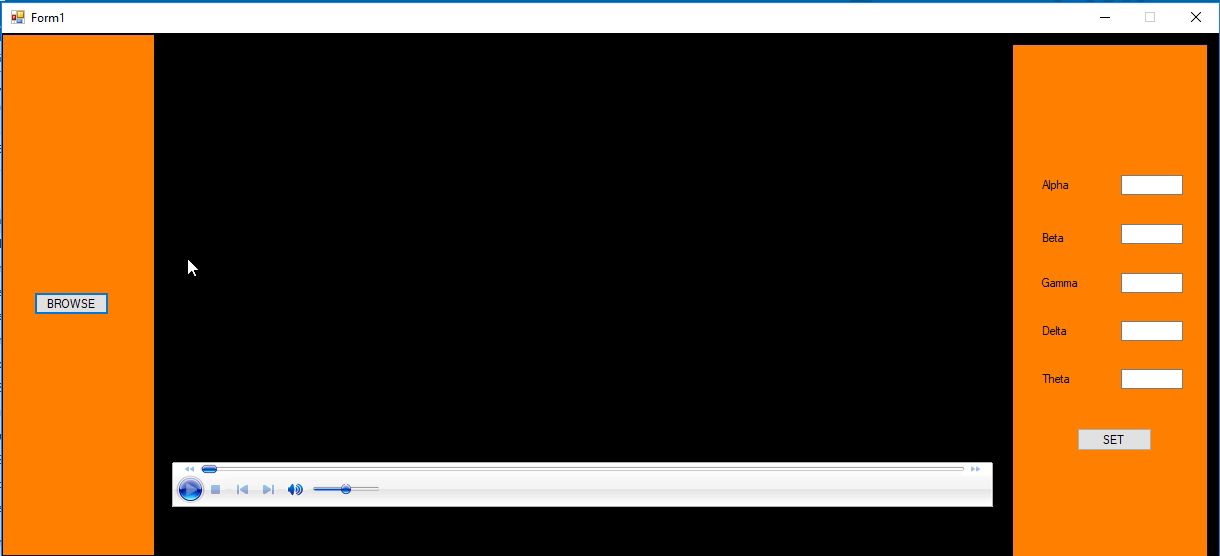 Form1
BROWSE
Alpha
Beta
Gamma
Delta
Theta
SET